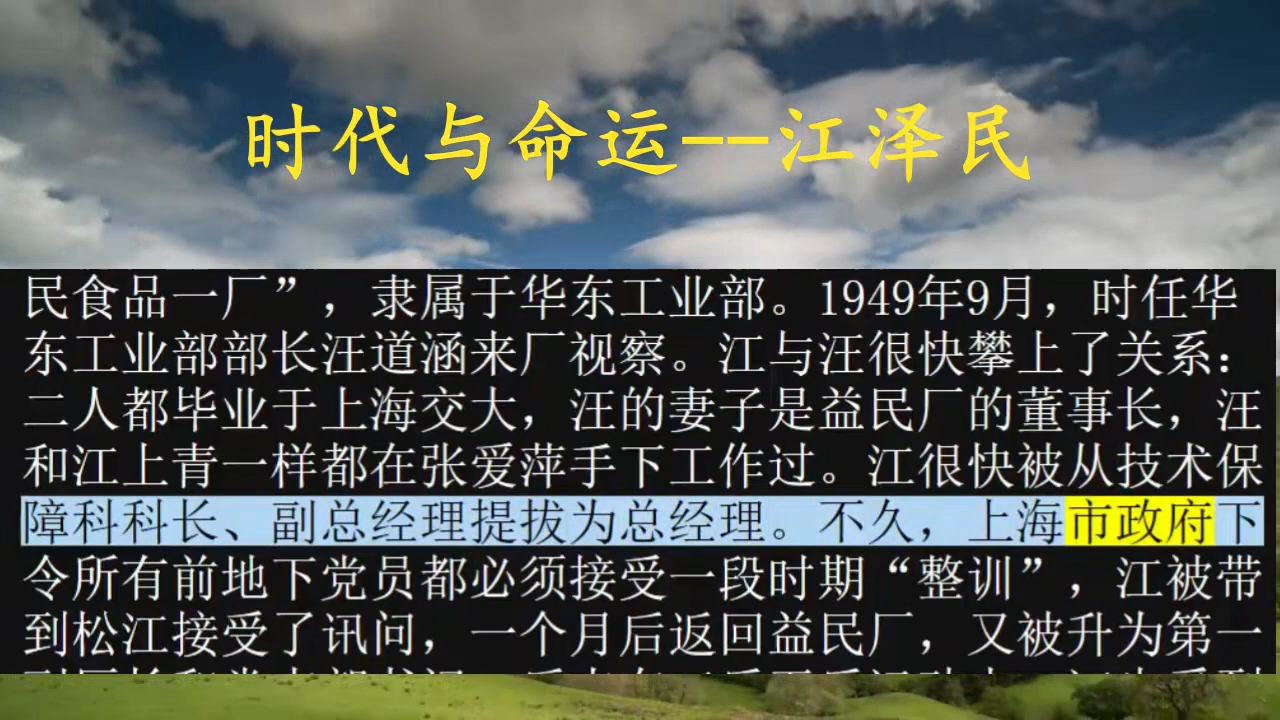 时代与命运--江泽民
民食品一厂”，隶属于华东工业部。1949年9月，时任华
东工业部部长汪道涵来厂视察。江与汪很快攀上了关系：
二人都毕业于上海交大，汪的妻子是益民厂的董事长，汪
和江上青一样都在张爱萍手下工作过。江很快被从技术保
障科科长、副总经理提拔为总经理。不久，上海市政府下
令所有前地下党员都必须接受一段时期“整训”，江被带
到松江接受了讯问，一个月后返回益民厂，又被升为第一